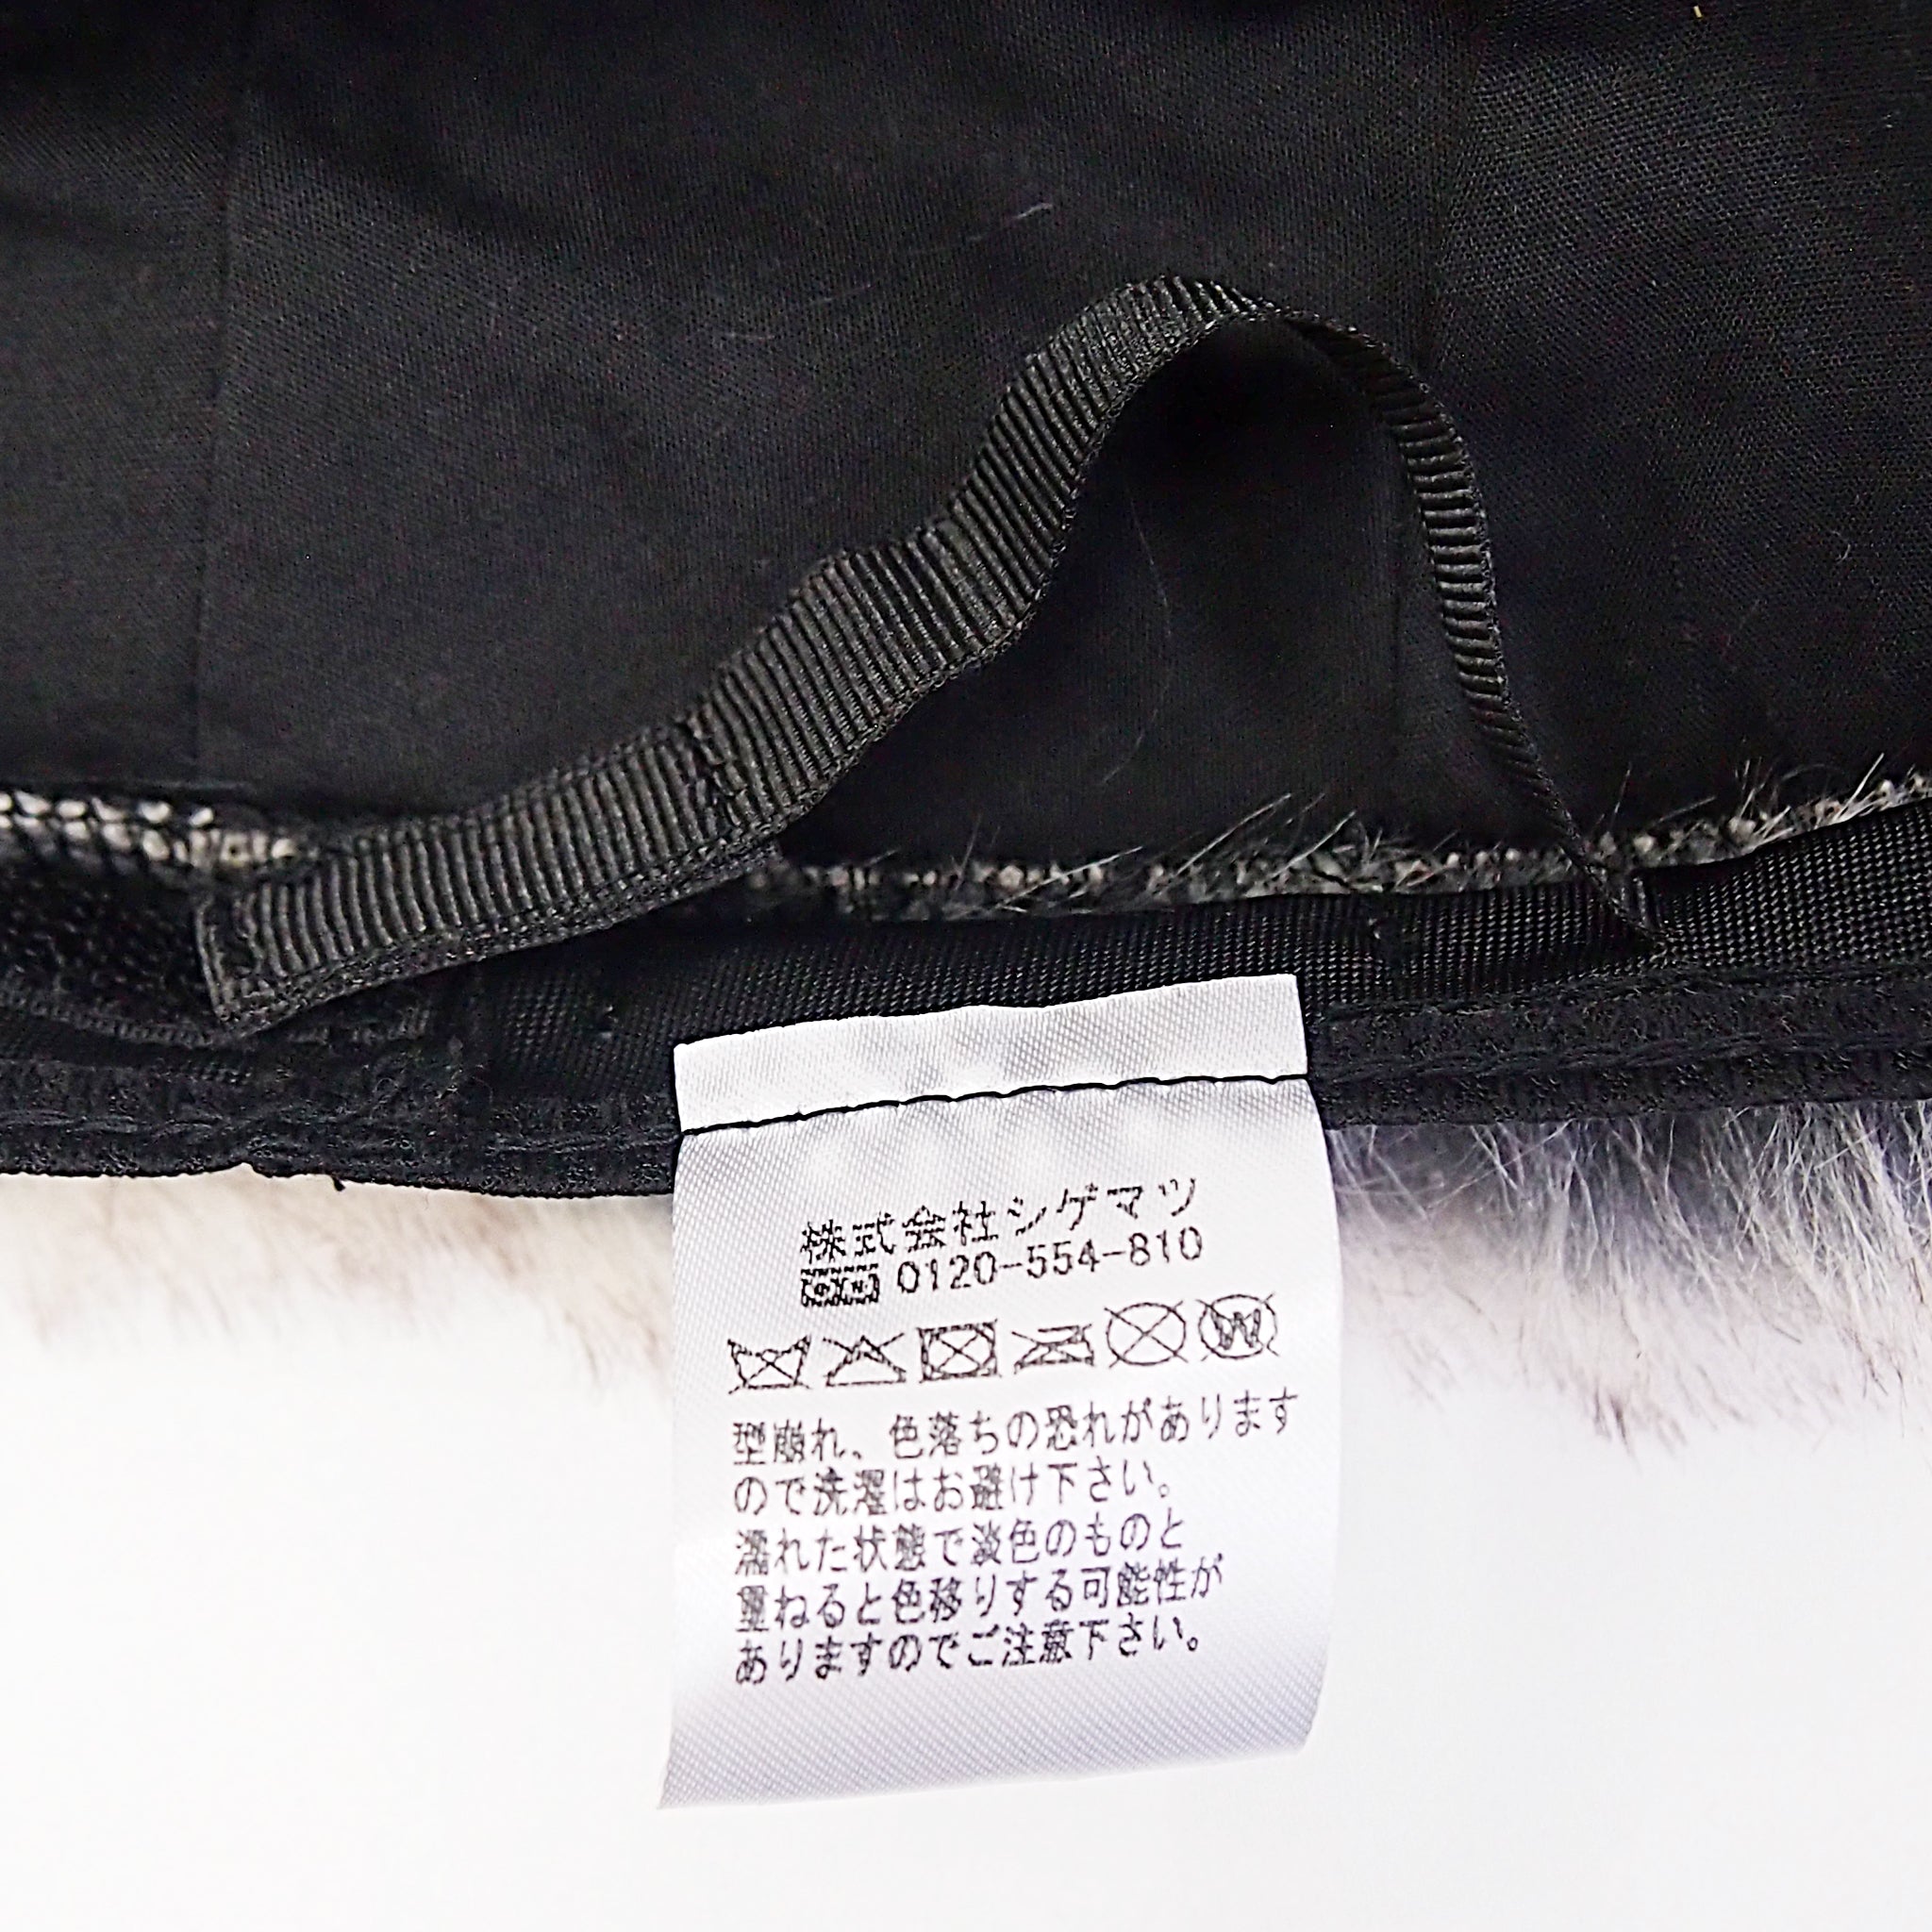 株式会社シゲマツ
0120-554-810
W
型崩れ、色落ちの恐れがあります
ので洗濯はお避け下さい。
濡れた状態で淡色のものと
重ねると色移りする可能性が
ありますのでご注意下さい。